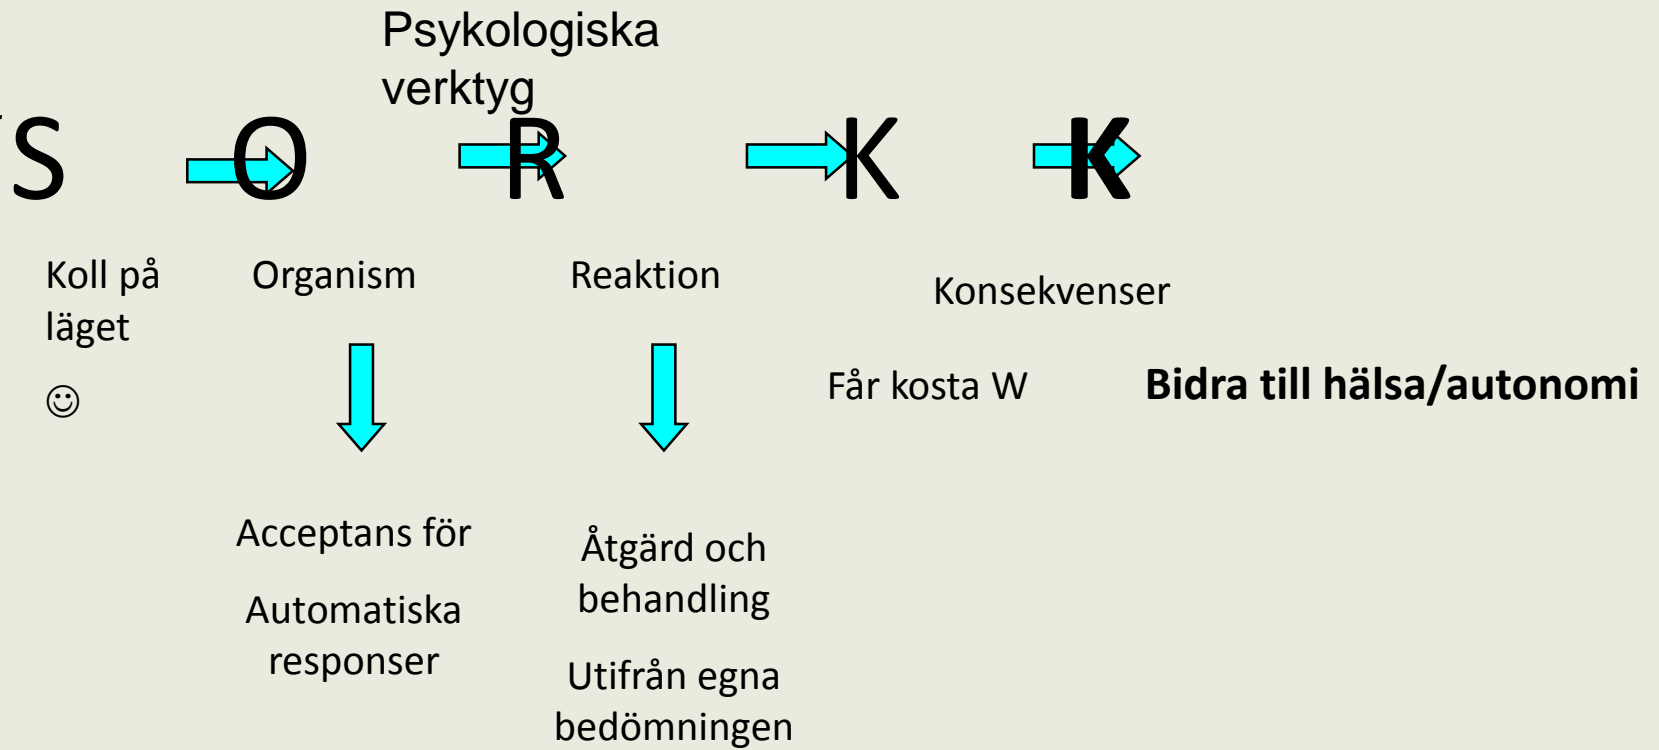 Psykologiska
verktyg
S O R K K
Koll på
läget
☺
Organism
Reaktion
Konsekvenser
Får kosta W
Bidra till hälsa/autonomi
Acceptans för
Automatiska
responser
Åtgärd och
behandling
Utifrån egna
bedömningen